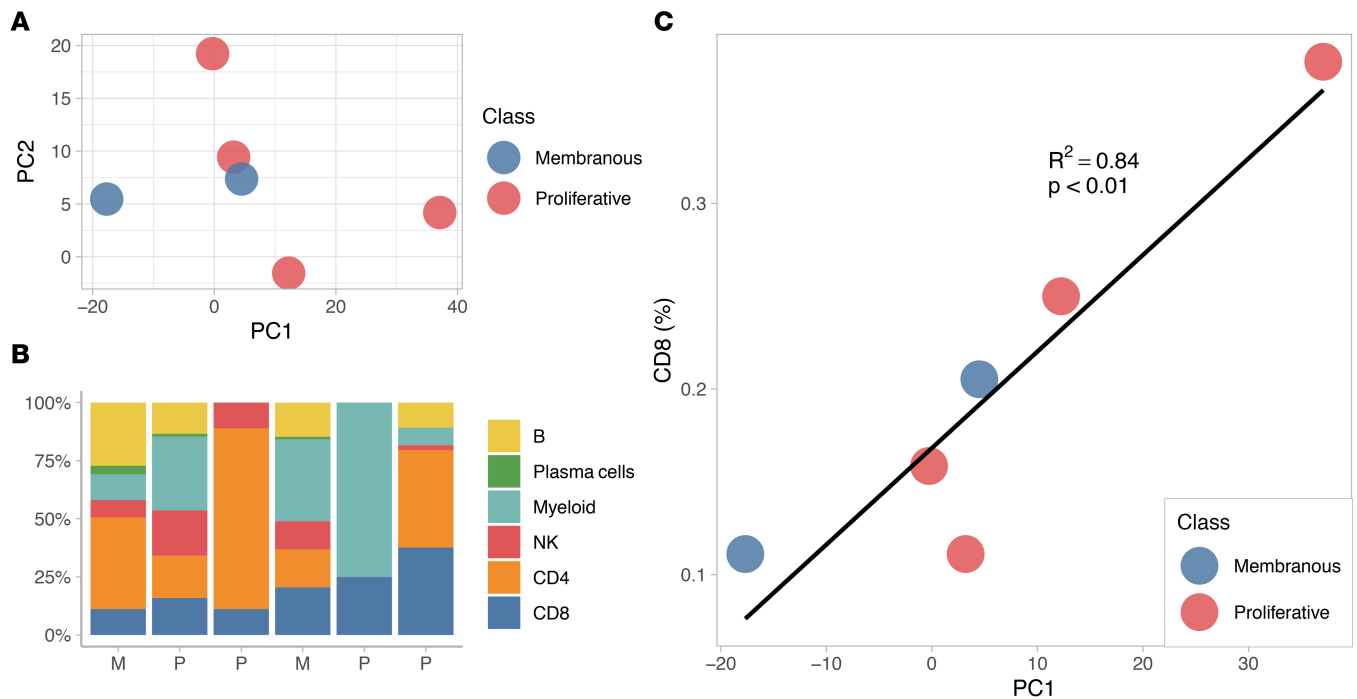 A
PC2
20
15
10
5
0
−20
0
20
40
PC1
Class
Membranous
Proliferative
B
100%
75%
50%
25%
0%
M
P
P
M
P
P
B
Plasma cells
Myeloid
NK
CD4
CD8
C
CD8 (%)
0.3
0.2
0.1
R² = 0.84
p < 0.01
−20
−10
0
10
20
30
PC1
Class
Membranous
Proliferative